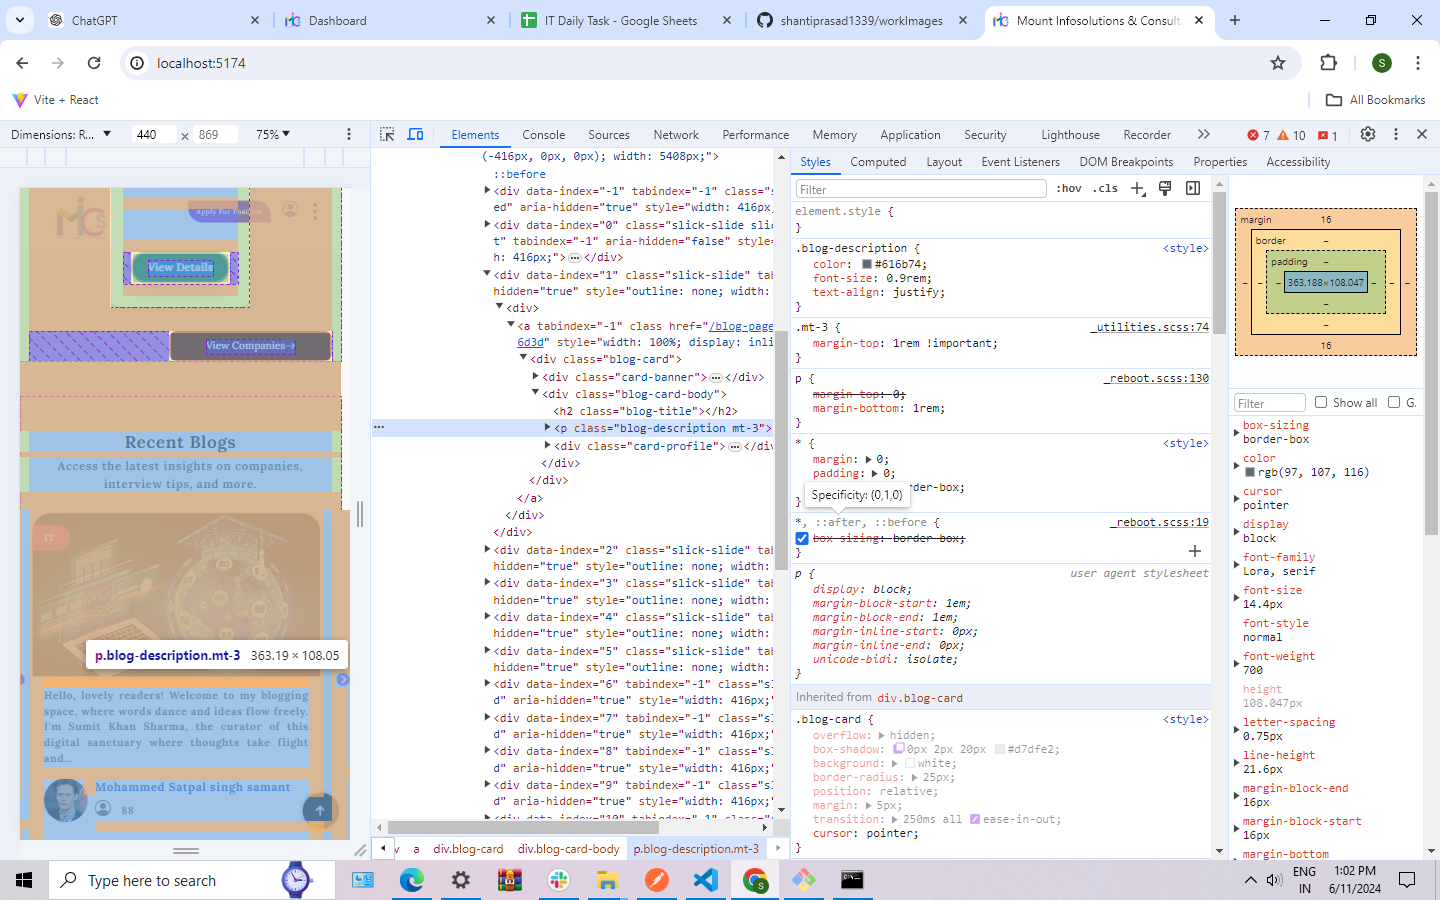 ChatGPT
Dashboard
IT Daily Task - Google Sheets
shantiprasad1339/workImages
Mount Infosolutions & Consult
localhost:5174
S
Vite + React
All Bookmarks
Dimensions: R...
440
×
869
75%
Elements
Console
Sources
Network
Performance
Memory
Application
Security
Lighthouse
Recorder
7
10
1
Apply For Position
View Details
View Companies
Recent Blogs
Access the latest insights on companies,
interview tips, and more.
IT
p.blog-description.mt-3 363.19 × 108.05
Hello, lovely readers! Welcome to my blogging
space, where words dance and ideas flow freely.
I'm Sumit Khan Sharma, the curator of this
digital sanctuary where thoughts take flight
and...
Mohammed Satpal singh samant
88
(-416px, 0px, 0px); width: 5408px;">
::before
<div data-index="-1" tabindex="-1" class="s
ed" aria-hidden="true" style="width: 416px;
<div data-index="0" class="slick-slide slic
t" tabindex="-1" aria-hidden="false" style=
h: 416px;"> … </div>
<div data-index="1" class="slick-slide" tab
hidden="true" style="outline: none; width:
<div>
<a tabindex="-1" class href="/blog-page
6d3d" style="width: 100%; display: inli
<div class="blog-card">
<div class="card-banner"> … </div>
<div class="blog-card-body">
<h2 class="blog-title"></h2>
<p class="blog-description mt-3">
<div class="card-profile"> … </div
</div>
</div>
</a>
</div>
</div>
<div data-index="2" class="slick-slide" tab
hidden="true" style="outline: none; width:
<div data-index="3" class="slick-slide" tab
hidden="true" style="outline: none; width:
<div data-index="4" class="slick-slide" tab
hidden="true" style="outline: none; width:
<div data-index="5" class="slick-slide" tab
hidden="true" style="outline: none; width:
<div data-index="6" tabindex="-1" class="sl
d" aria-hidden="true" style="width: 416px;"
<div data-index="7" tabindex="-1" class="sl
d" aria-hidden="true" style="width: 416px;"
<div data-index="8" tabindex="-1" class="sl
d" aria-hidden="true" style="width: 416px;"
<div data-index="9" tabindex="-1" class="sl
d" aria-hidden="true" style="width: 416px;"
<div data-index="10" tabindex="-1" class="s
v
a
div.blog-card
div.blog-card-body
p.blog-description.mt-3
Styles
Computed
Layout
Event Listeners
DOM Breakpoints
Properties
Accessibility
Filter
:hov
.cls
element.style {
}
.blog-description { <style>
color: #616b74;
font-size: 0.9rem;
text-align: justify;
}
.mt-3 { _utilities.scss:74
margin-top: 1rem !important;
}
p { _reboot.scss:130
margin-top: 0;
margin-bottom: 1rem;
}
* { <style>
margin: 0;
padding: 0;
rder-box;
Specificity: (0,1,0)
}
*, ::after, ::before { _reboot.scss:19
box-sizing: border-box;
}
p { user agent stylesheet
display: block;
margin-block-start: 1em;
margin-block-end: 1em;
margin-inline-start: 0px;
margin-inline-end: 0px;
unicode-bidi: isolate;
}
Inherited from div.blog-card
.blog-card { <style>
overflow: hidden;
box-shadow: 0px 2px 20px #d7dfe2;
background: white;
border-radius: 25px;
position: relative;
margin: 5px;
transition: 250ms all ease-in-out;
cursor: pointer;
}
margin 16
border –
padding –
– – – 363.188×108.047 – – –
–
–
16
Filter
Show all
G.
box-sizing
border-box
color
rgb(97, 107, 116)
cursor
pointer
display
block
font-family
Lora, serif
font-size
14.4px
font-style
normal
font-weight
700
height
108.047px
letter-spacing
0.75px
line-height
21.6px
margin-block-end
16px
margin-block-start
16px
margin-bottom
Type here to search
ENG
IN
1:02 PM
6/11/2024